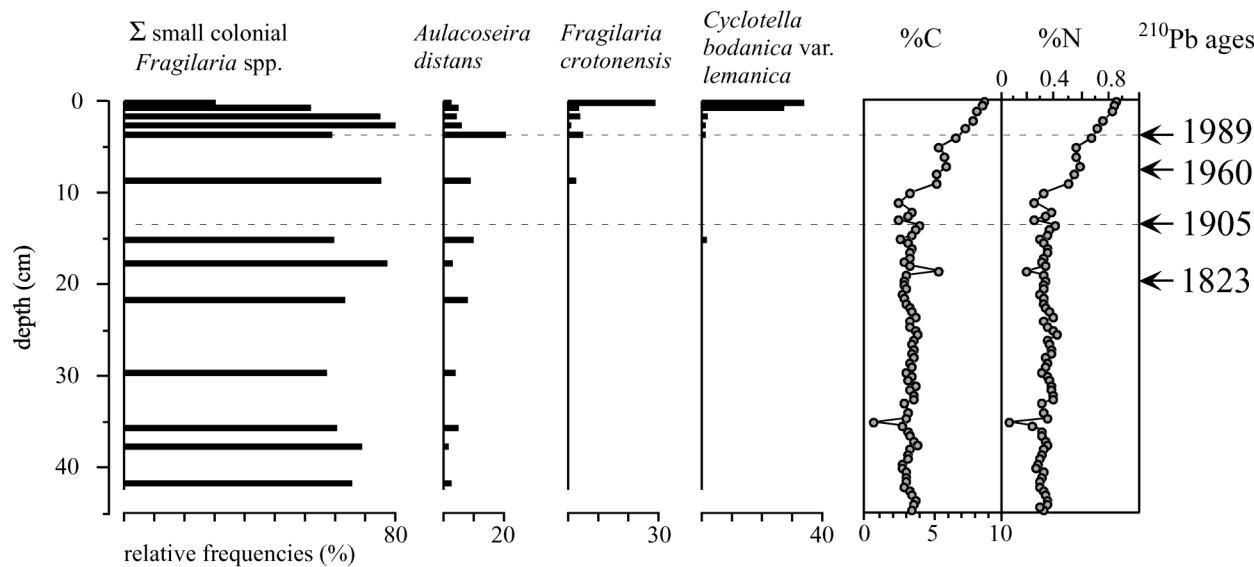 Σ small colonial
Fragilaria spp.
Aulacoseira
distans
Fragilaria
crotonensis
Cyclotella
bodanica var.
lemanica
%C
%N
²¹⁰Pb ages
0 0.4 0.8
0
10
20
30
40
depth (cm)
1989
1960
1905
1823
80
20
30
40
0 5 10
relative frequencies (%)